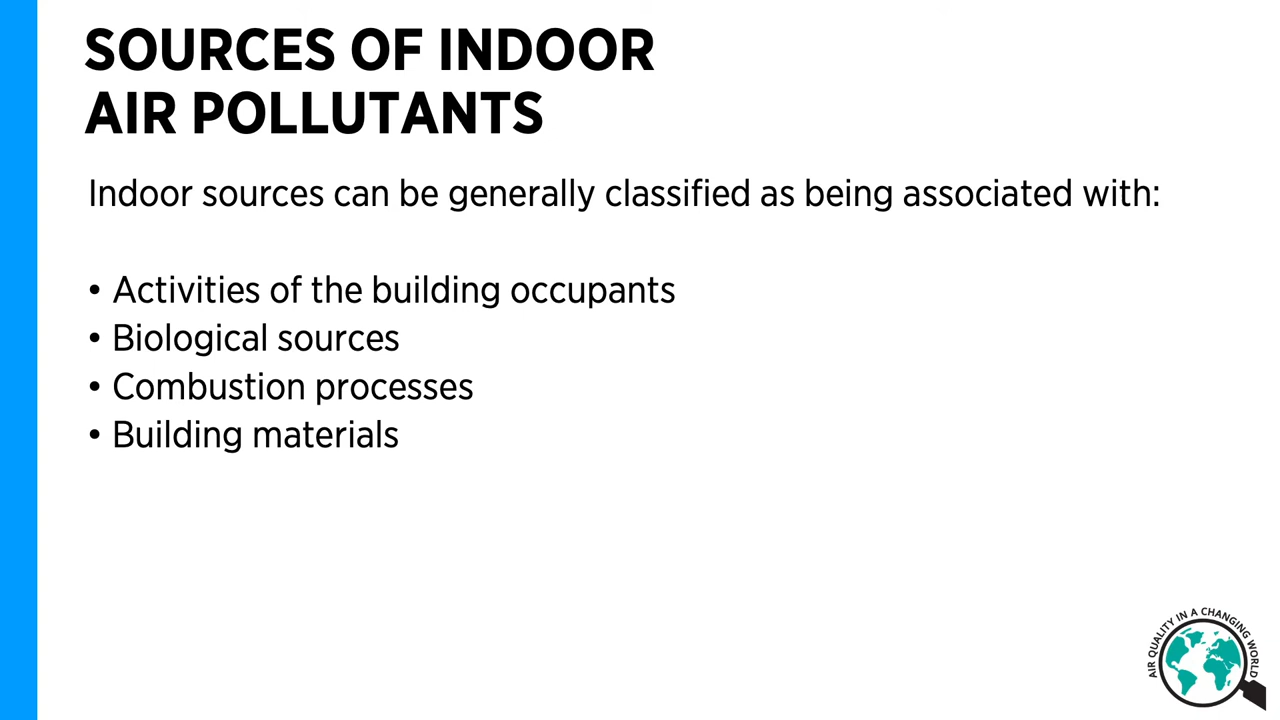 SOURCES OF INDOOR
AIR POLLUTANTS
Indoor sources can be generally classified as being associated with:
• Activities of the building occupants
• Biological sources
• Combustion processes
• Building materials
AIR QUALITY IN A CHANGING WORLD